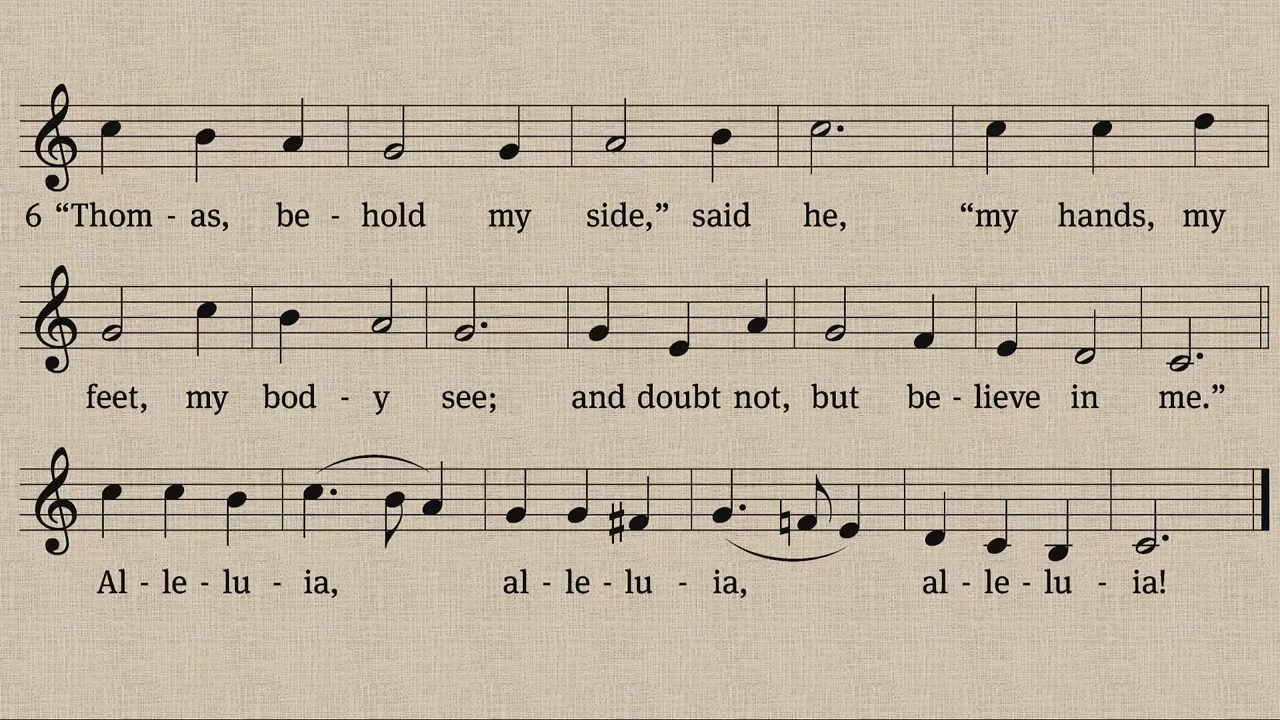 6 “Thom - as, be - hold my side,” said he, “my hands, my
feet, my bod - y see; and doubt not, but be - lieve in me.”
Al - le - lu - ia, al - le - lu - ia, al - le - lu - ia!